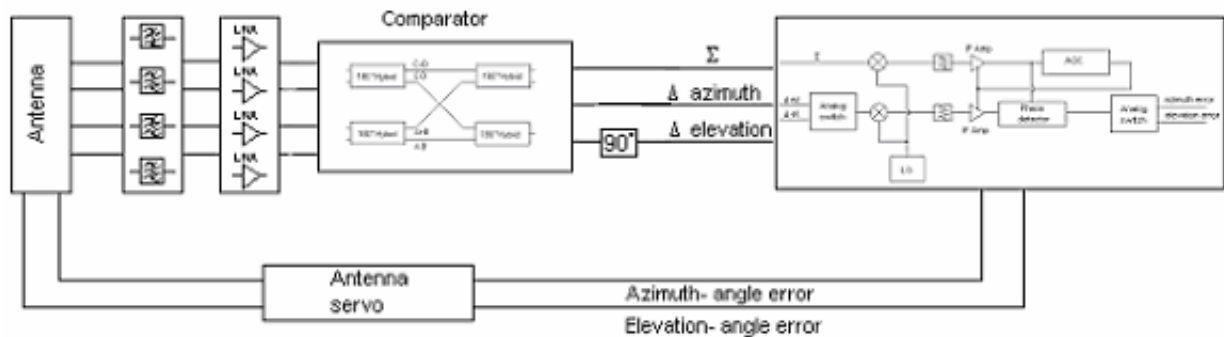 Comparator
LNA
LNA
LNA
LNA
Antenna
180°Hybrid
180°Hybrid
C-D
180°Hybrid
180°Hybrid
A+B
A-B
Σ
Δ azimuth
Δ elevation
90°
Σ
Analog
switch
LO
IF Amp
IF Amp
AGC
Phase
detector
Analog
switch
azimuth error
elevation error
Antenna
servo
Azimuth- angle error
Elevation- angle error